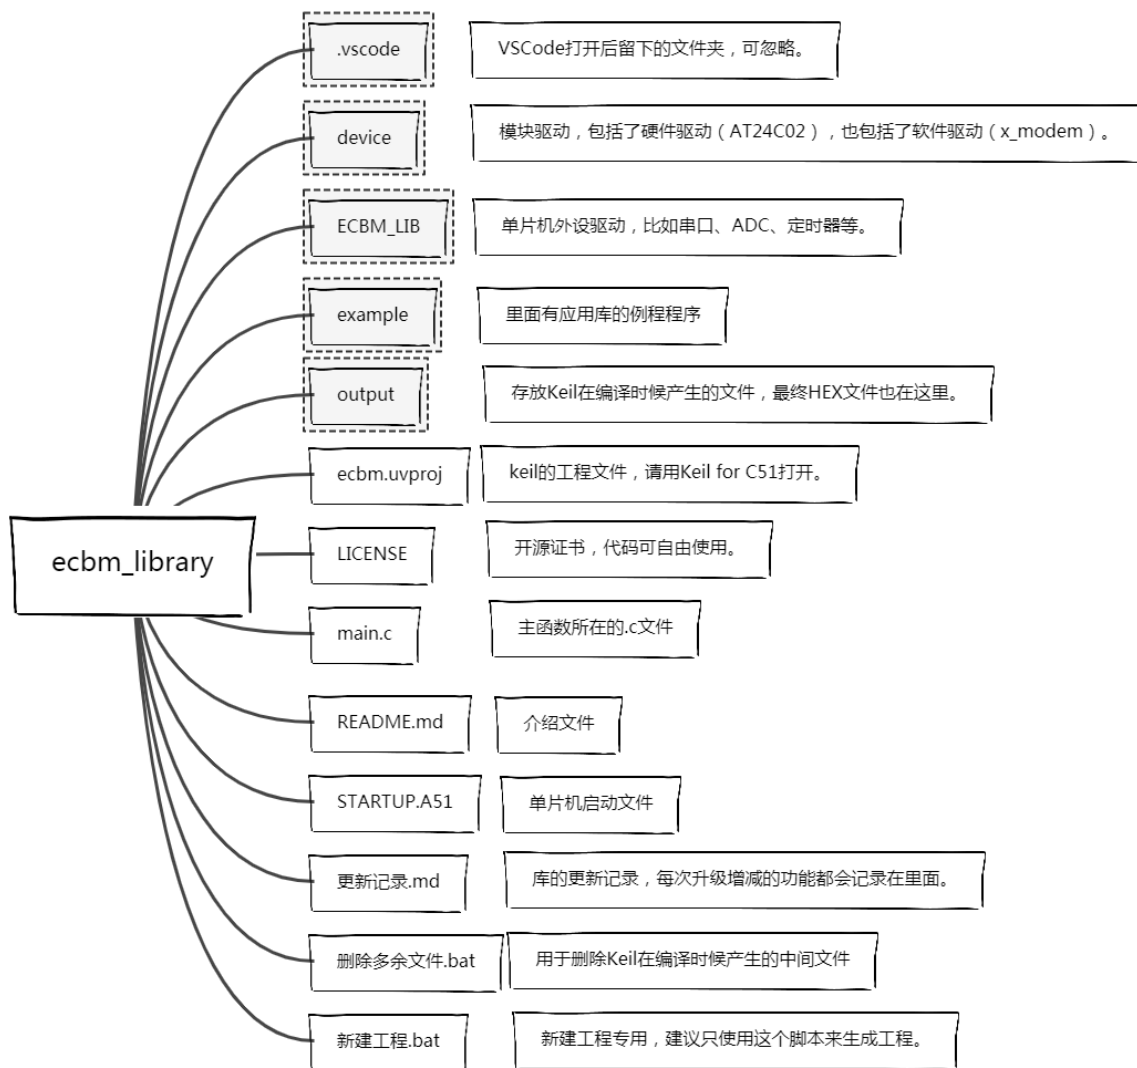 .vscode
VSCode打开后留下的文件夹，可忽略。
device
模块驱动，包括了硬件驱动（AT24C02），也包括了软件驱动（x_modem）。
ECBM_LIB
单片机外设驱动，比如串口、ADC、定时器等。
example
里面有应用库的例程程序
output
存放Keil在编译时候产生的文件，最终HEX文件也在这里。
ecbm.uvproj
keil的工程文件，请用Keil for C51打开。
ecbm_library
LICENSE
开源证书，代码可自由使用。
main.c
主函数所在的.c文件
README.md
介绍文件
STARTUP.A51
单片机启动文件
更新记录.md
库的更新记录，每次升级增减的功能都会记录在里面。
删除多余文件.bat
用于删除Keil在编译时候产生的中间文件
新建工程.bat
新建工程专用，建议只使用这个脚本来生成工程。